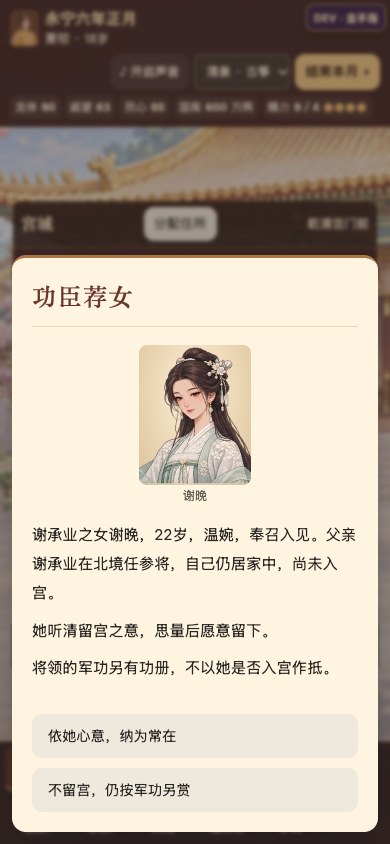 永宁六年正月
DEV · 选手指
♪ 开启声音
清晨 · 古筝
结束本月 ›
宫城
分配住所
乾清宫门前
功臣荐女
谢晚
谢承业之女谢晚，22岁，温婉，奉召入见。父亲
谢承业在北境任参将，自己仍居家中，尚未入
宫。
她听清留宫之意，思量后愿意留下。
将领的军功另有功册，不以她是否入宫作抵。
依她心意，纳为常在
不留宫，仍按军功另赏